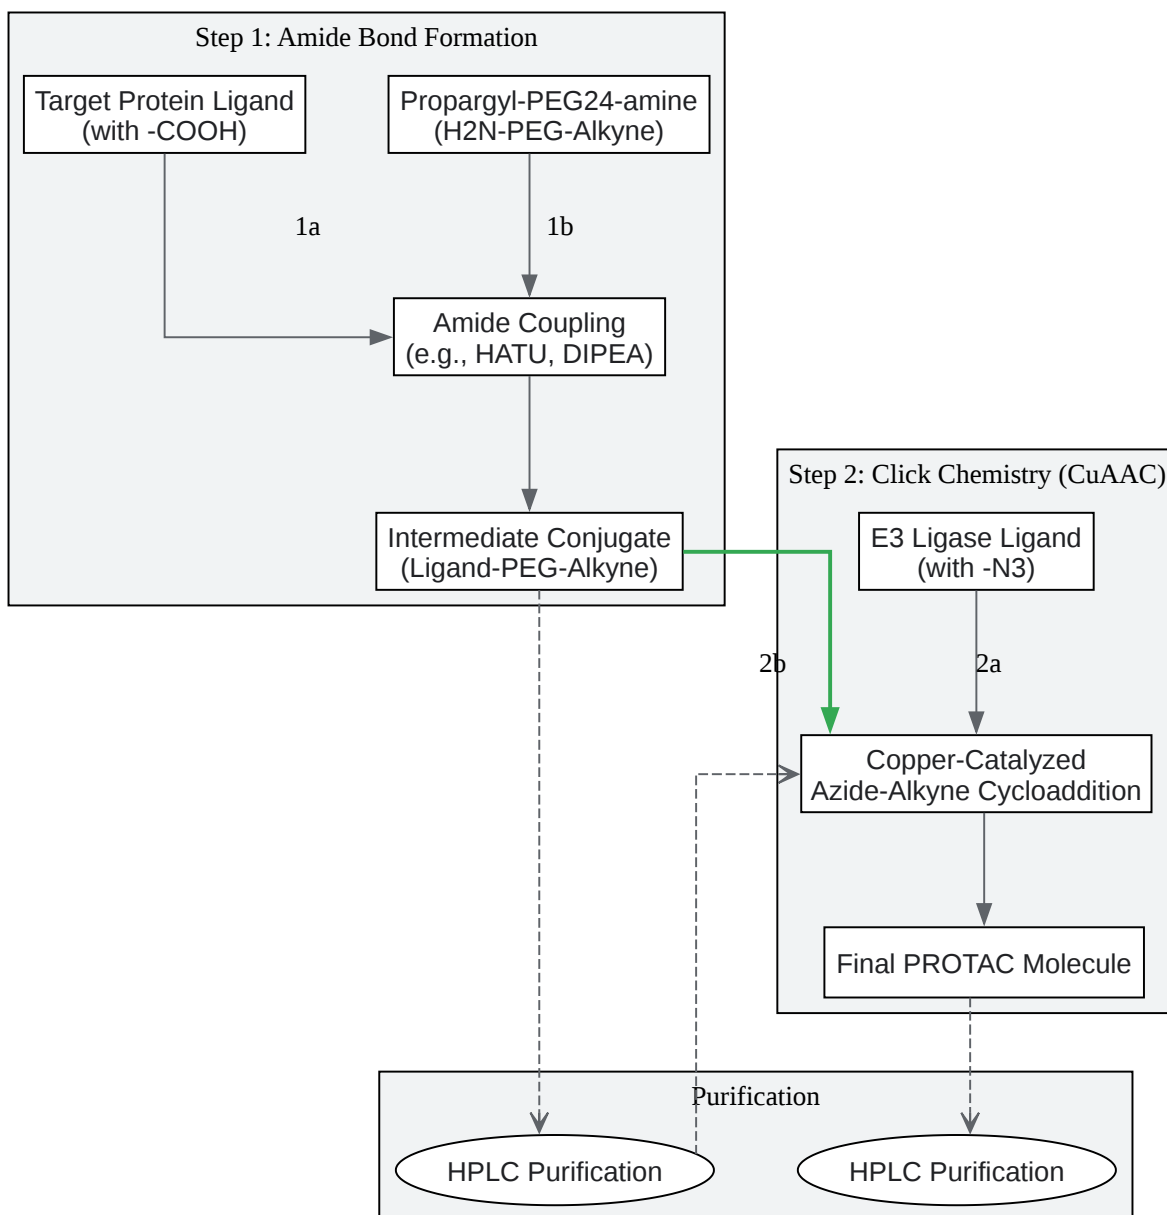 Step 1: Amide Bond Formation
Target Protein Ligand
(with -COOH)
Propargyl-PEG24-amine
(H2N-PEG-Alkyne)
1a
1b
Amide Coupling
(e.g., HATU, DIPEA)
Intermediate Conjugate
(Ligand-PEG-Alkyne)
Step 2: Click Chemistry (CuAAC)
E3 Ligase Ligand
(with -N3)
2b
2a
Copper-Catalyzed
Azide-Alkyne Cycloaddition
Final PROTAC Molecule
Purification
HPLC Purification
HPLC Purification